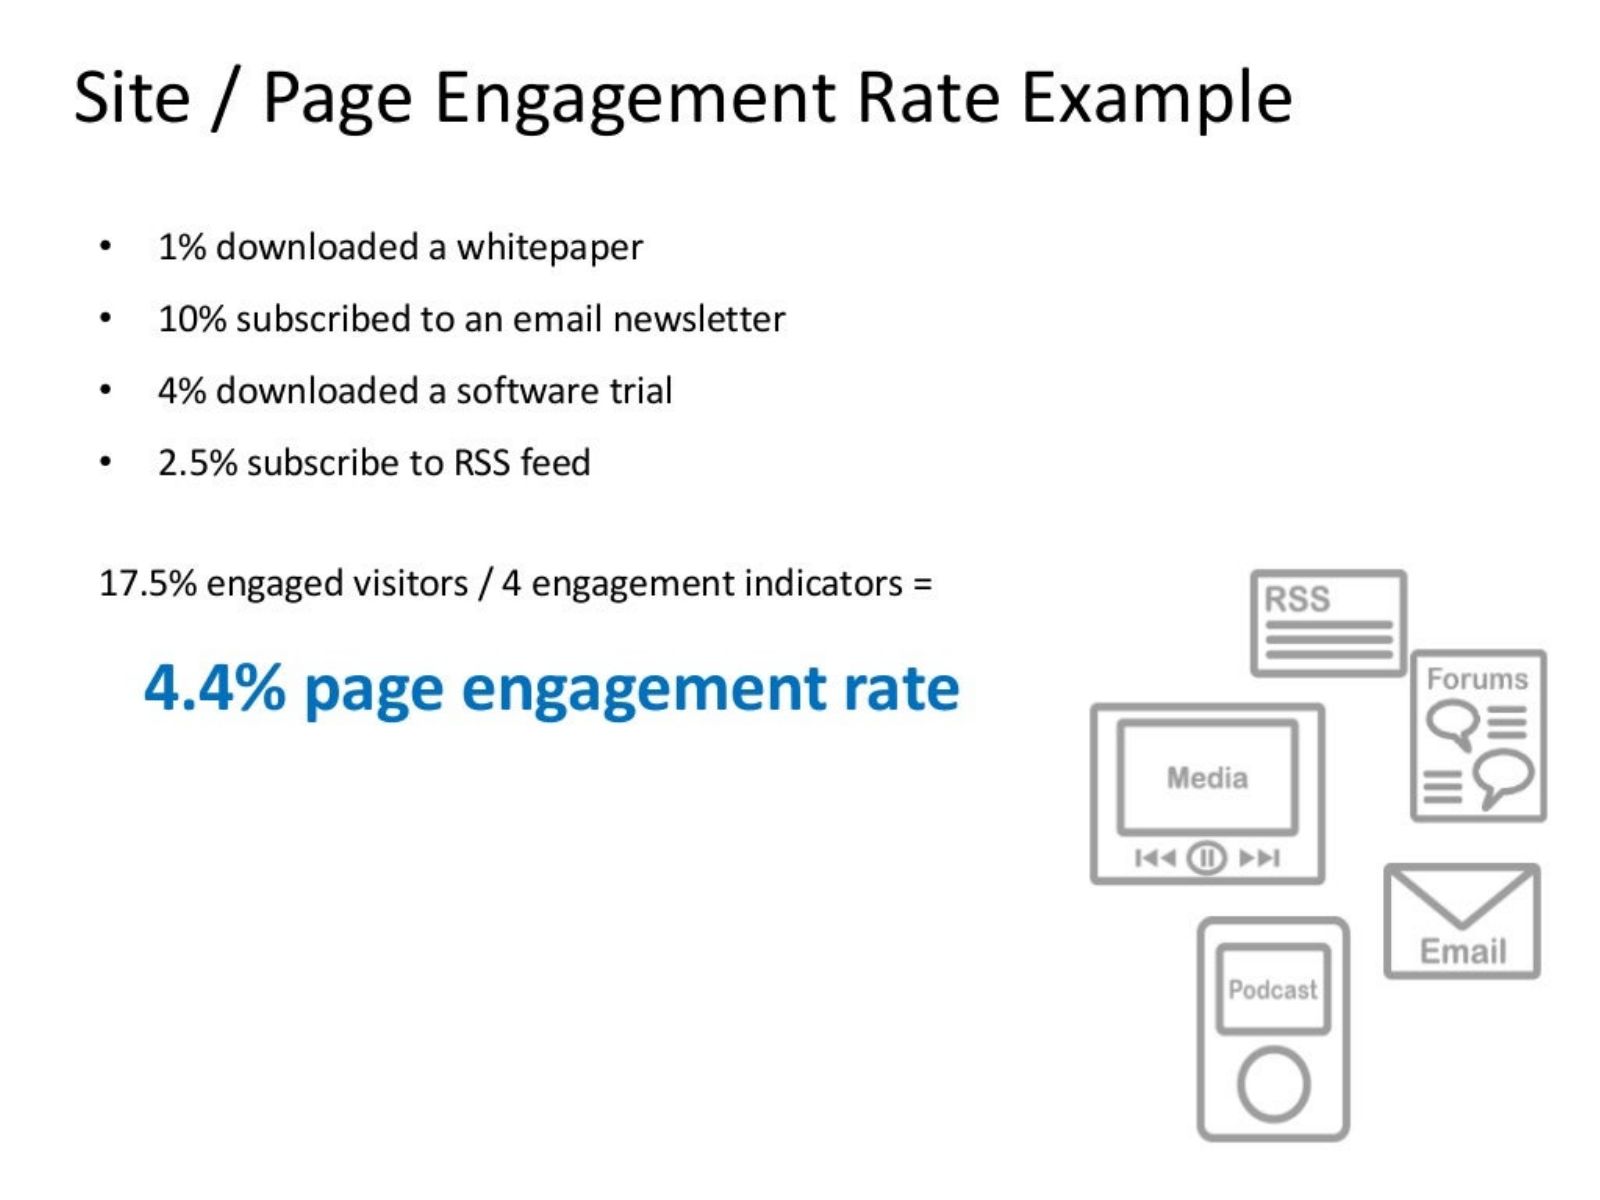 Site / Page Engagement Rate Example
• 1% downloaded a whitepaper
• 10% subscribed to an email newsletter
• 4% downloaded a software trial
• 2.5% subscribe to RSS feed
17.5% engaged visitors / 4 engagement indicators =
4.4% page engagement rate
RSS
Forums
Media
Email
Podcast